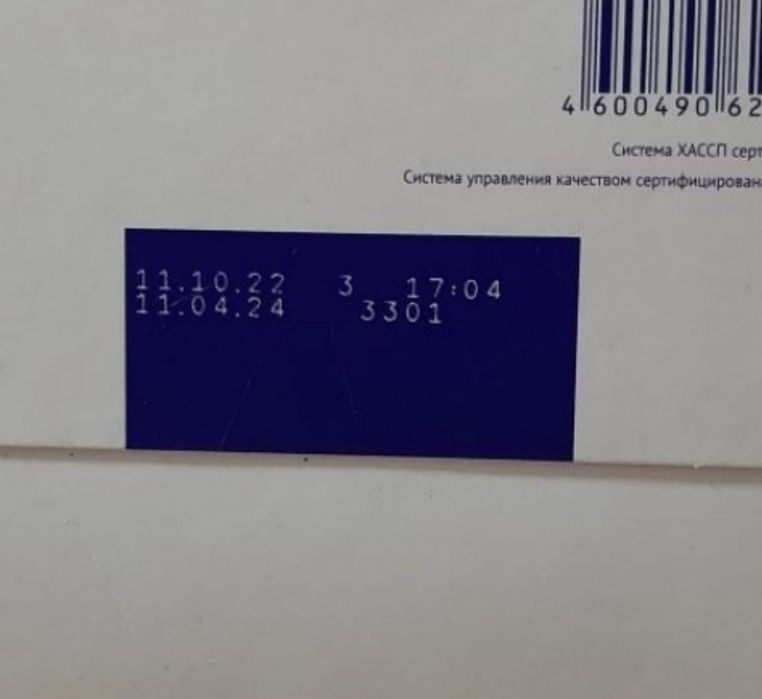 4 600490 62
Система ХАССП серт
Система управления качеством сертифицирован
11.10.22 3 17:04
11.04.24 3301